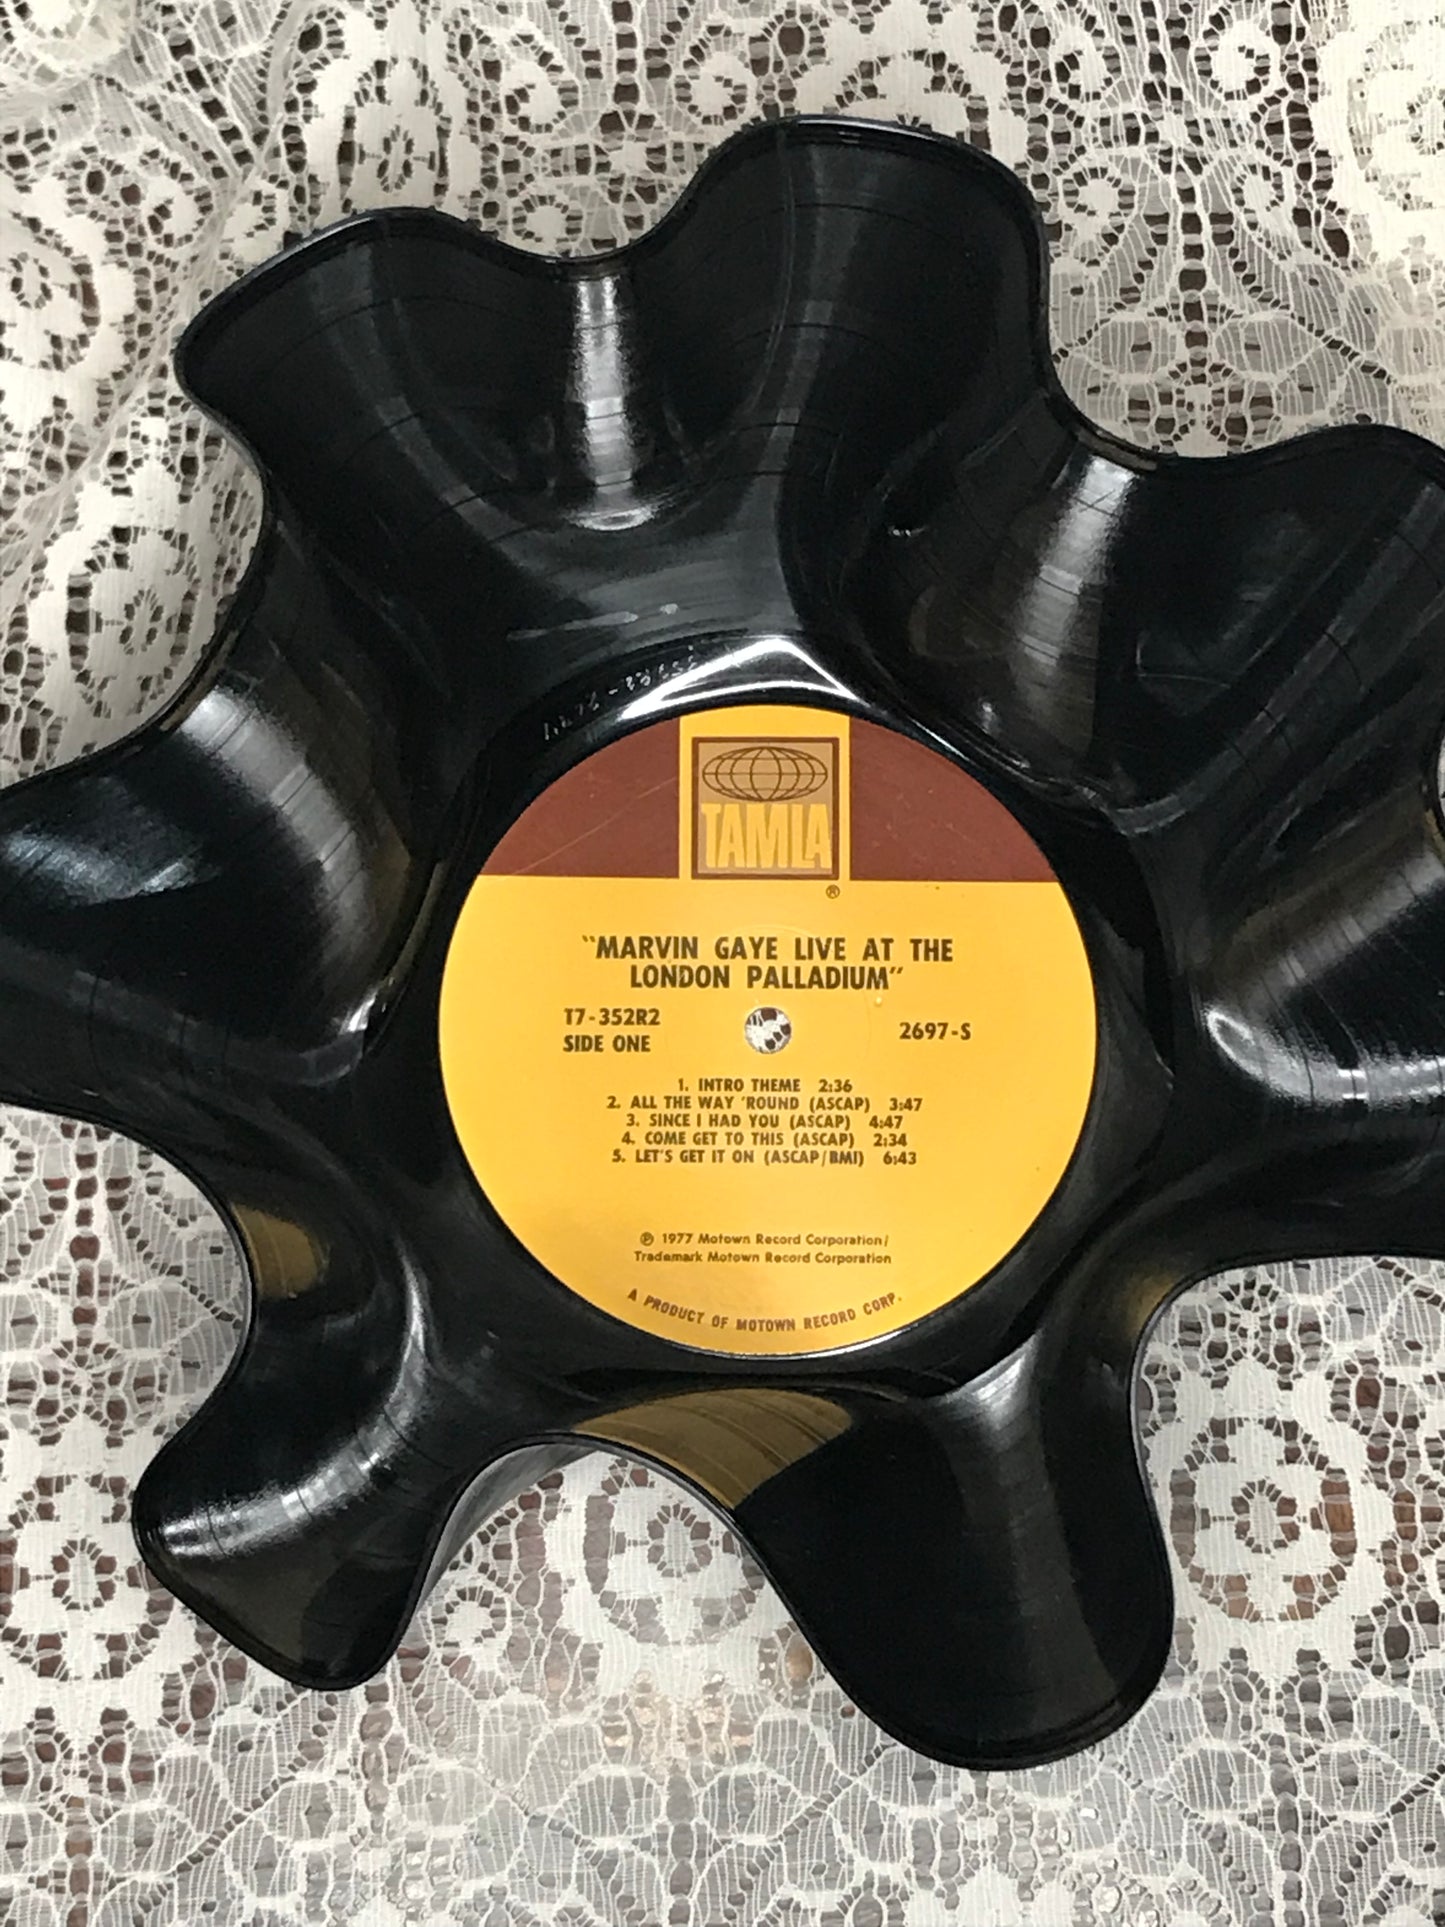 TAMLA
®
"MARVIN GAYE LIVE AT THE
LONDON PALLADIUM"
T7-352R2
SIDE ONE
2697-S
1. INTRO THEME 2:36
2. ALL THE WAY 'ROUND (ASCAP) 3:47
3. SINCE I HAD YOU (ASCAP) 4:47
4. COME GET TO THIS (ASCAP) 2:34
5. LET'S GET IT ON (ASCAP/BMI) 6:43
℗ 1977 Motown Record Corporation/
Trademark Motown Record Corporation
A PRODUCT OF MOTOWN RECORD CORP.